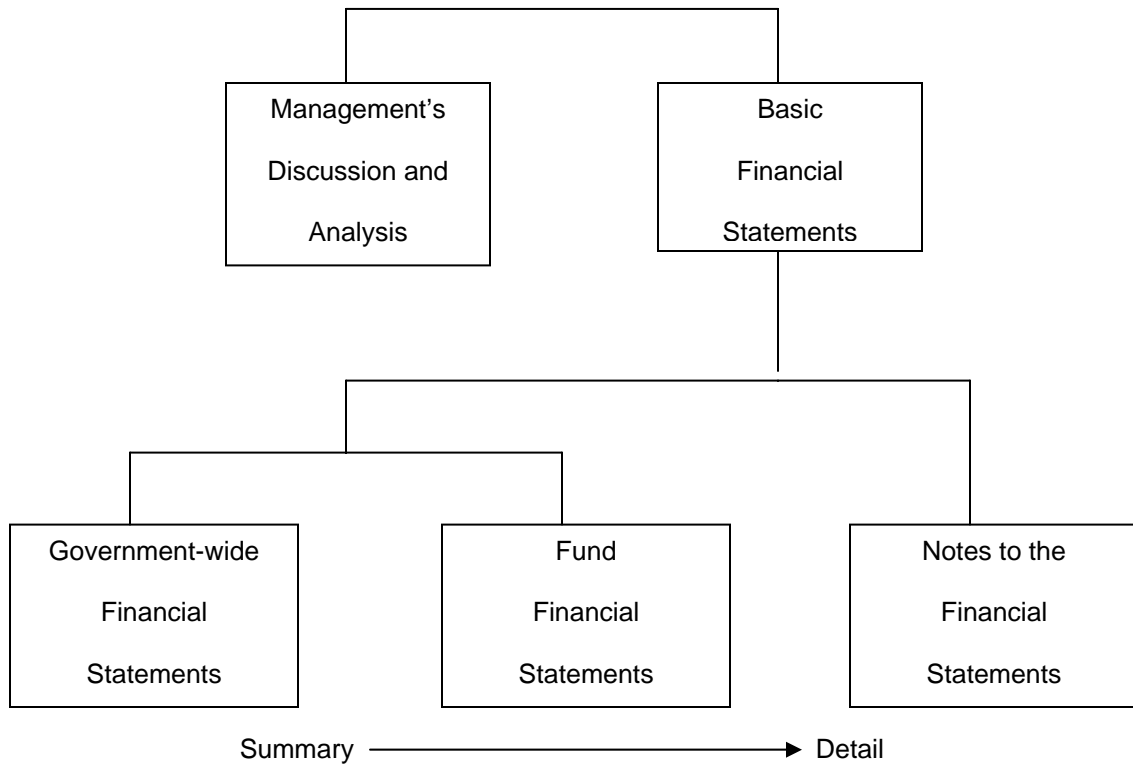 Management’s
Discussion and
Analysis
Basic
Financial
Statements
Government-wide
Financial
Statements
Fund
Financial
Statements
Notes to the
Financial
Statements
Summary
Detail